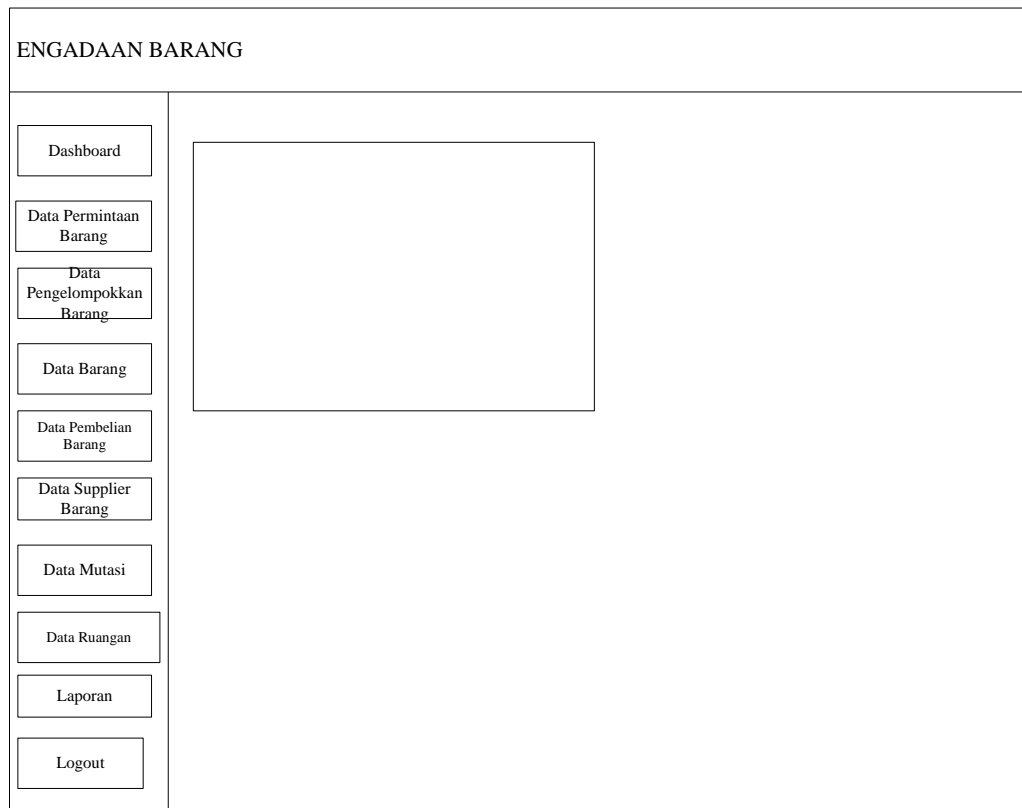 ENGADAAN BARANG
Dashboard
Data Permintaan
Barang
Data
Pengelompokkan
Barang
Data Barang
Data Pembelian
Barang
Data Supplier
Barang
Data Mutasi
Data Ruangan
Laporan
Logout